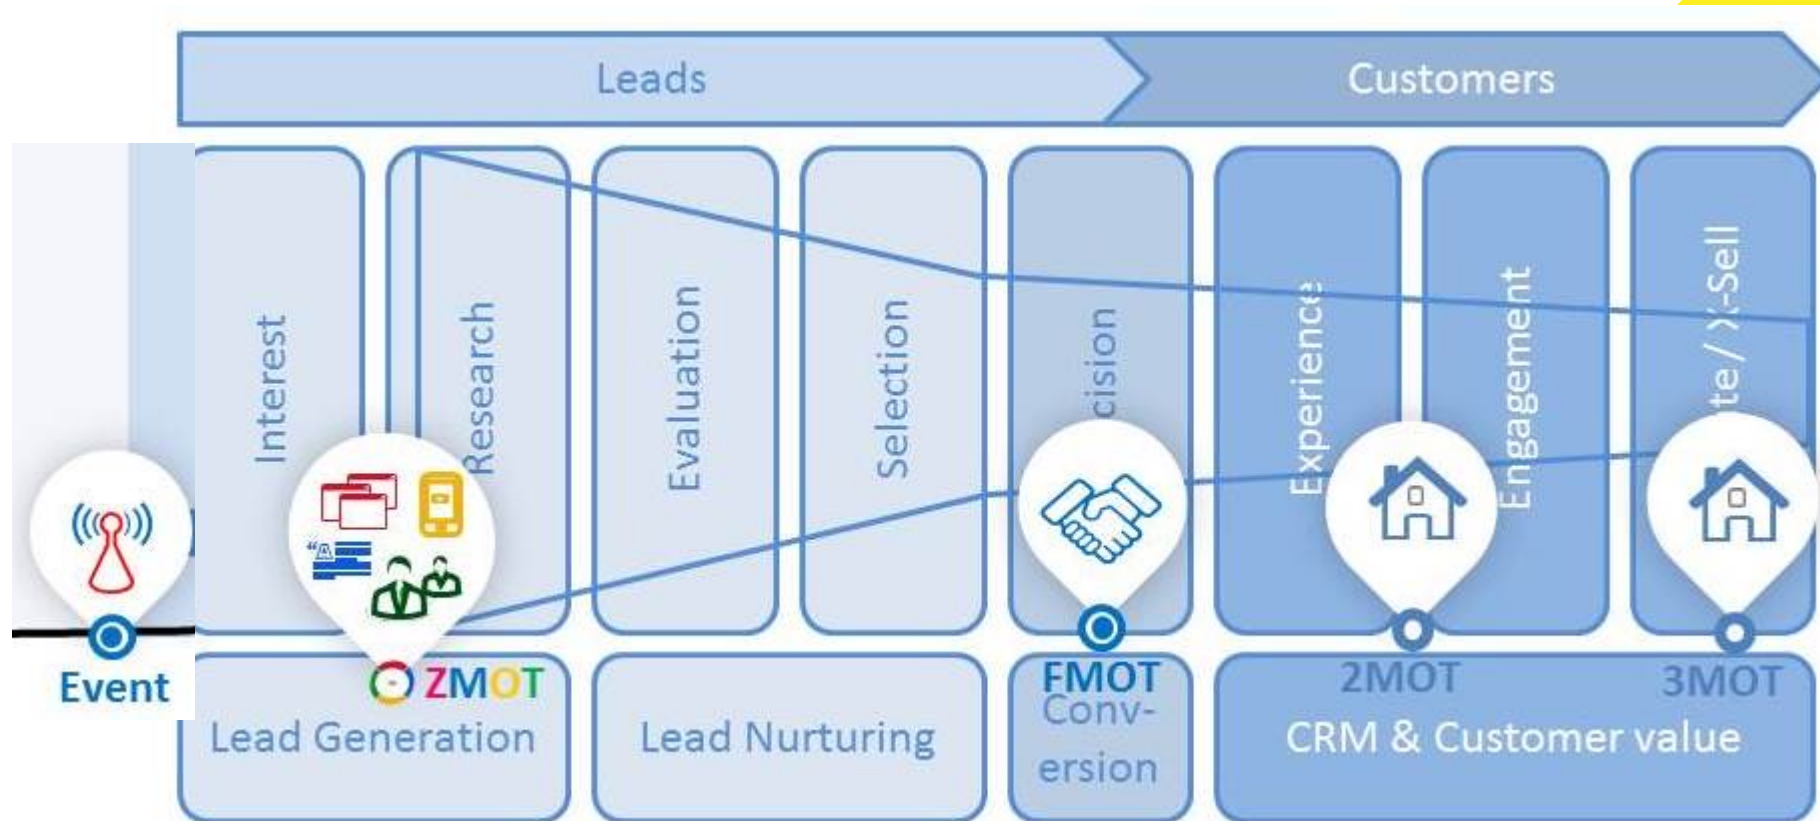 Leads
Customers
Interest
Research
Evaluation
Selection
cision
Experience
Engagement
te / X-Sell
Event
ZMOT
FMOT
2MOT
3MOT
Lead Generation
Lead Nurturing
Conv-
ersion
CRM & Customer value